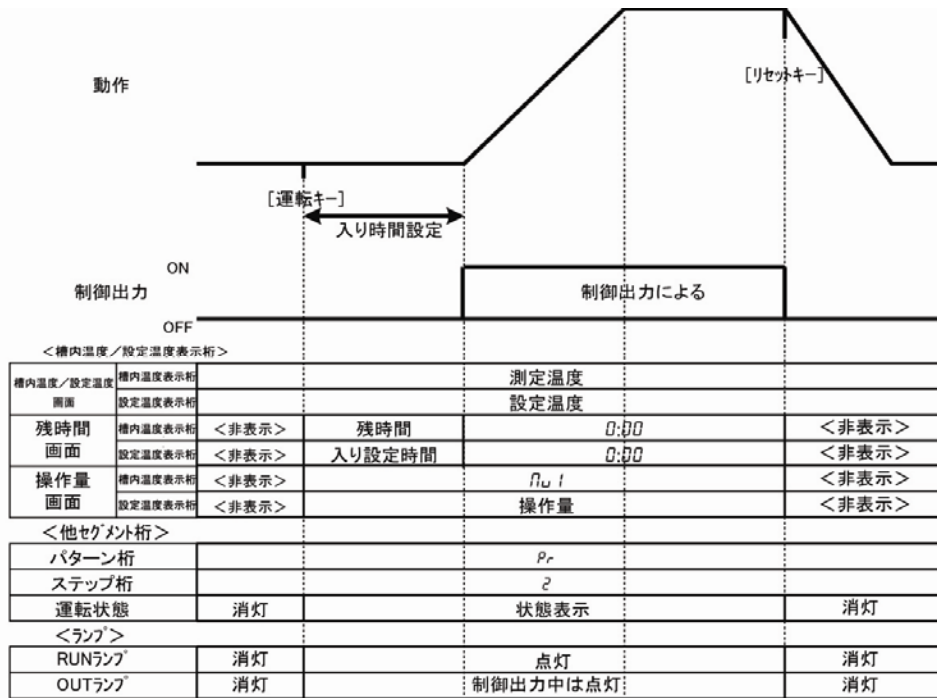 動作
[リセットキー]
[運転キー]
入り時間設定
ON
制御出力
制御出力による
OFF
＜槽内温度／設定温度表示桁＞
槽内温度／設定温度画面 槽内温度表示桁 測定温度
設定温度表示桁 設定温度
残時間画面 槽内温度表示桁 ＜非表示＞ 残時間 0:00 ＜非表示＞
設定温度表示桁 ＜非表示＞ 入り設定時間 0:00 ＜非表示＞
操作量画面 槽内温度表示桁 ＜非表示＞ ＜非表示＞
設定温度表示桁 ＜非表示＞ 操作量 ＜非表示＞
＜他セグメント桁＞
パターン桁 Pr
ステップ桁 2
運転状態 消灯 状態表示 消灯
＜ランプ＞
RUNランプ 消灯 点灯 消灯
OUTランプ 消灯 制御出力中は点灯 消灯